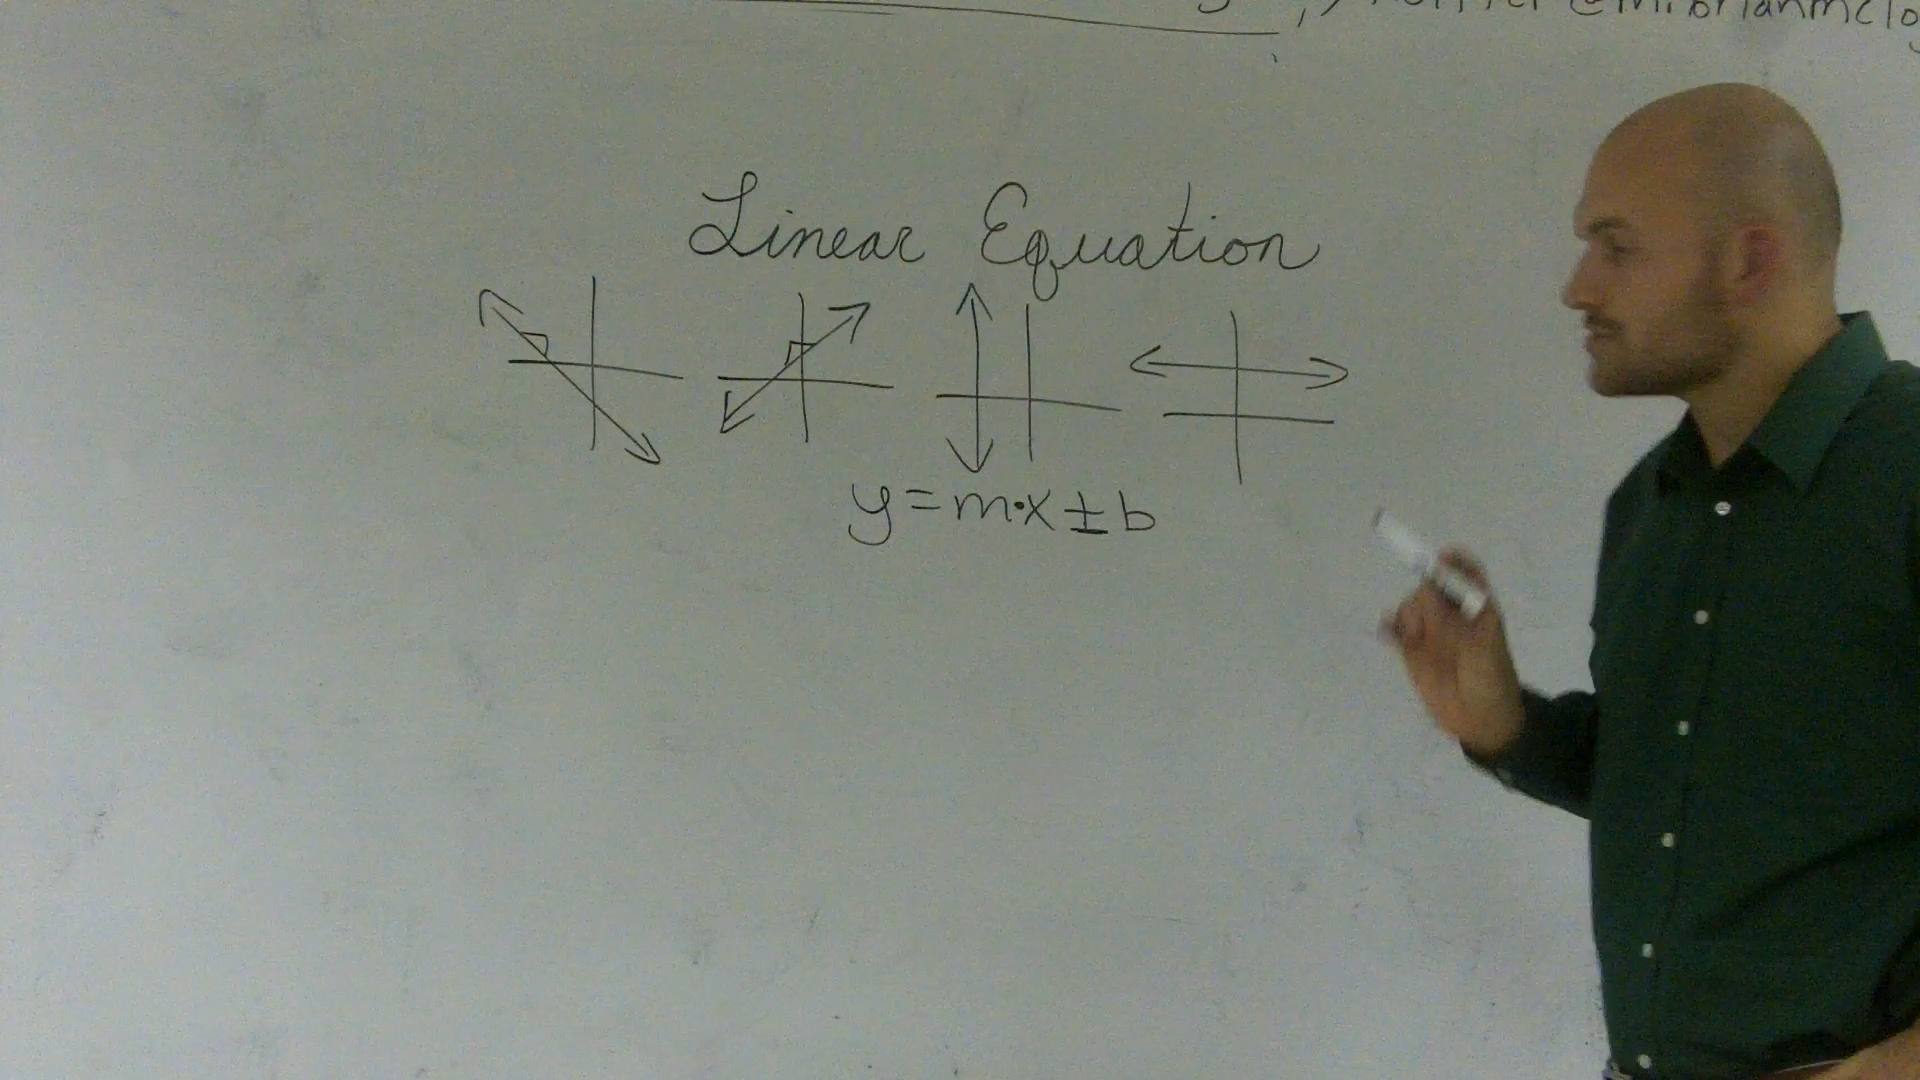 Linear Equation
y = m·x ± b